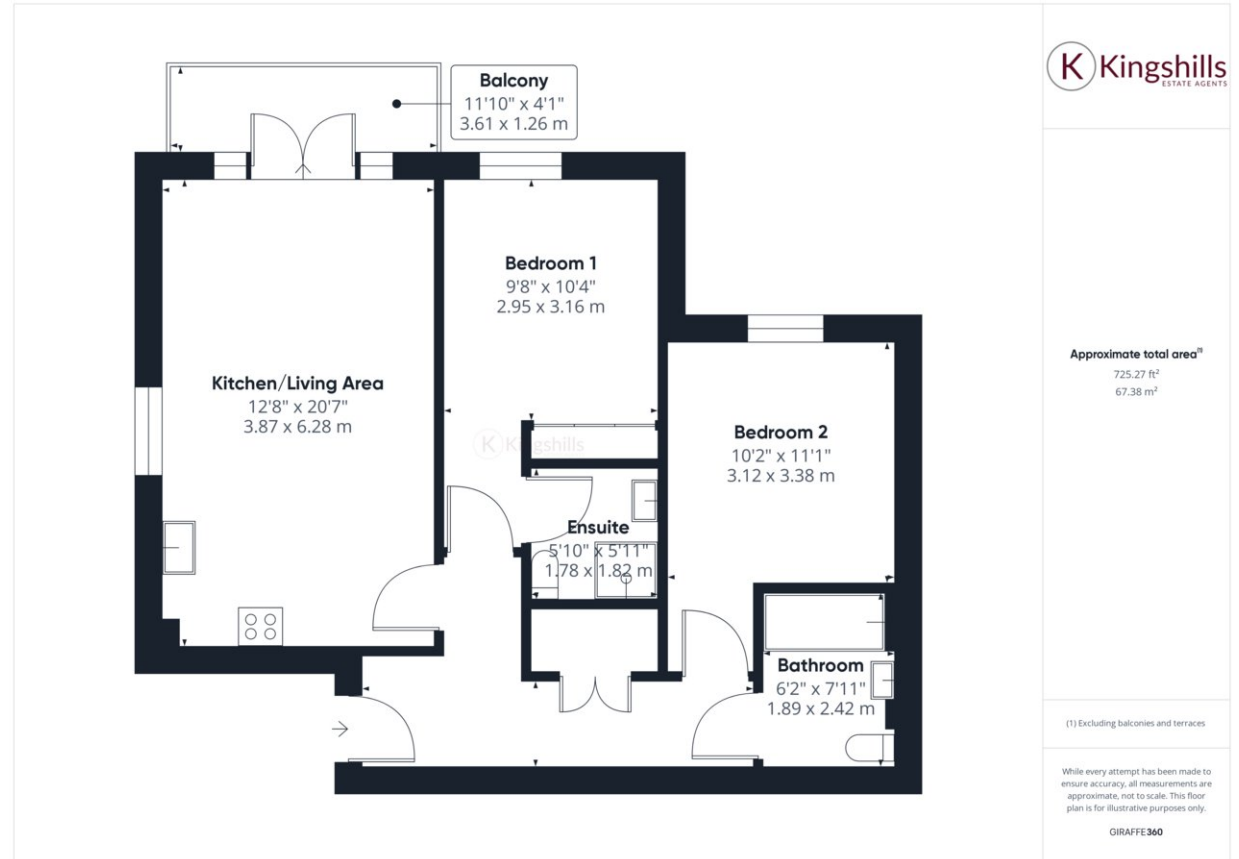 Balcony
11'10" x 4'1"
3.61 x 1.26 m
Bedroom 1
9'8" x 10'4"
2.95 x 3.16 m
Kitchen/Living Area
12'8" x 20'7"
3.87 x 6.28 m
K Kingshills
Bedroom 2
10'2" x 11'1"
3.12 x 3.38 m
Ensuite
5'10" x 5'11"
1.78 x 1.82 m
Bathroom
6'2" x 7'11"
1.89 x 2.42 m
K Kingshills
ESTATE AGENTS
Approximate total area(1)
725.27 ft²
67.38 m²
(1) Excluding balconies and terraces
While every attempt has been made to
ensure accuracy, all measurements are
approximate, not to scale. This floor
plan is for illustrative purposes only.
GIRAFFE360